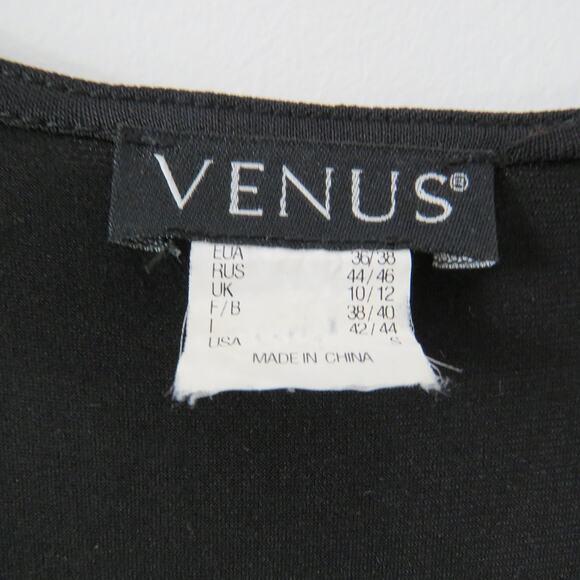 VENUS®
EUA 36/38
RUS 44/46
UK 10/12
F/B 38/40
I 42/44
USA S
MADE IN CHINA